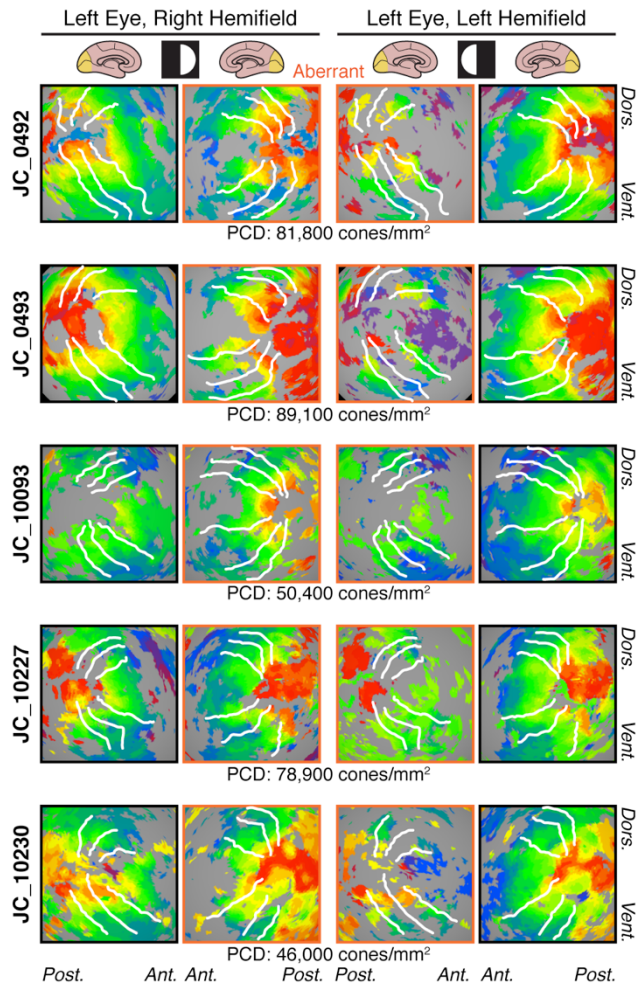 Left Eye, Right Hemifield Left Eye, Left Hemifield
Aberrant
JC_0492
Dors.
Vent.
PCD: 81,800 cones/mm²
JC_0493
Dors.
Vent.
PCD: 89,100 cones/mm²
JC_10093
Dors.
Vent.
PCD: 50,400 cones/mm²
JC_10227
Dors.
Vent.
PCD: 78,900 cones/mm²
JC_10230
Dors.
Vent.
PCD: 46,000 cones/mm²
Post. Ant. Ant. Post. Post. Ant. Ant. Post.